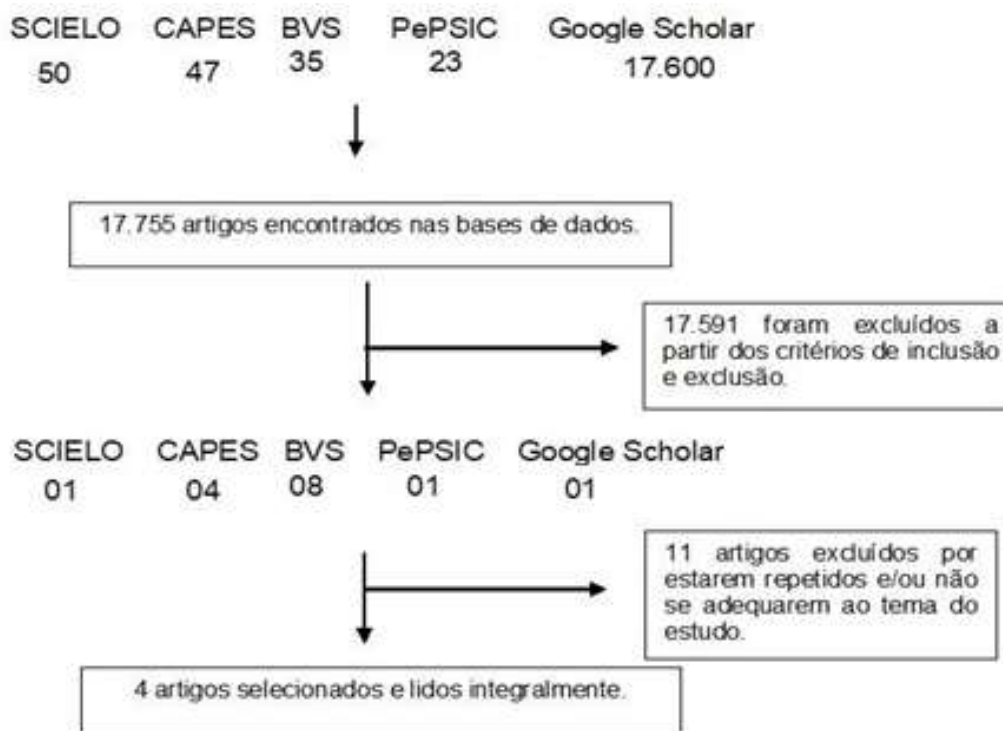 SCIELO CAPES BVS PePSIC Google Scholar
50 47 35 23 17.600
17.755 artigos encontrados nas bases de dados.
17.591 foram excluídos a
partir dos critérios de inclusão
e exclusão.
SCIELO CAPES BVS PePSIC Google Scholar
01 04 08 01 01
11 artigos excluídos por
estarem repetidos e/ou não
se adequarem ao tema do
estudo.
4 artigos selecionados e lidos integralmente.